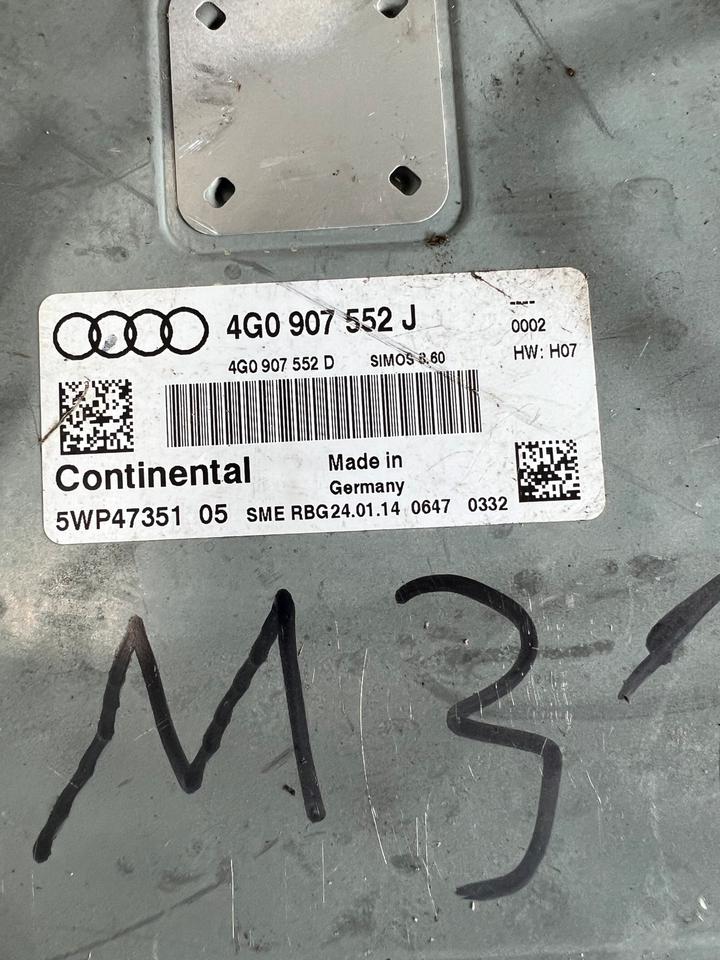 4G0 907 552 J
----
0002
4G0 907 552 D SIMOS 8.60
HW: H07
Continental
Made in
Germany
5WP47351 05 SME RBG24.01.14 0647 0332
M3